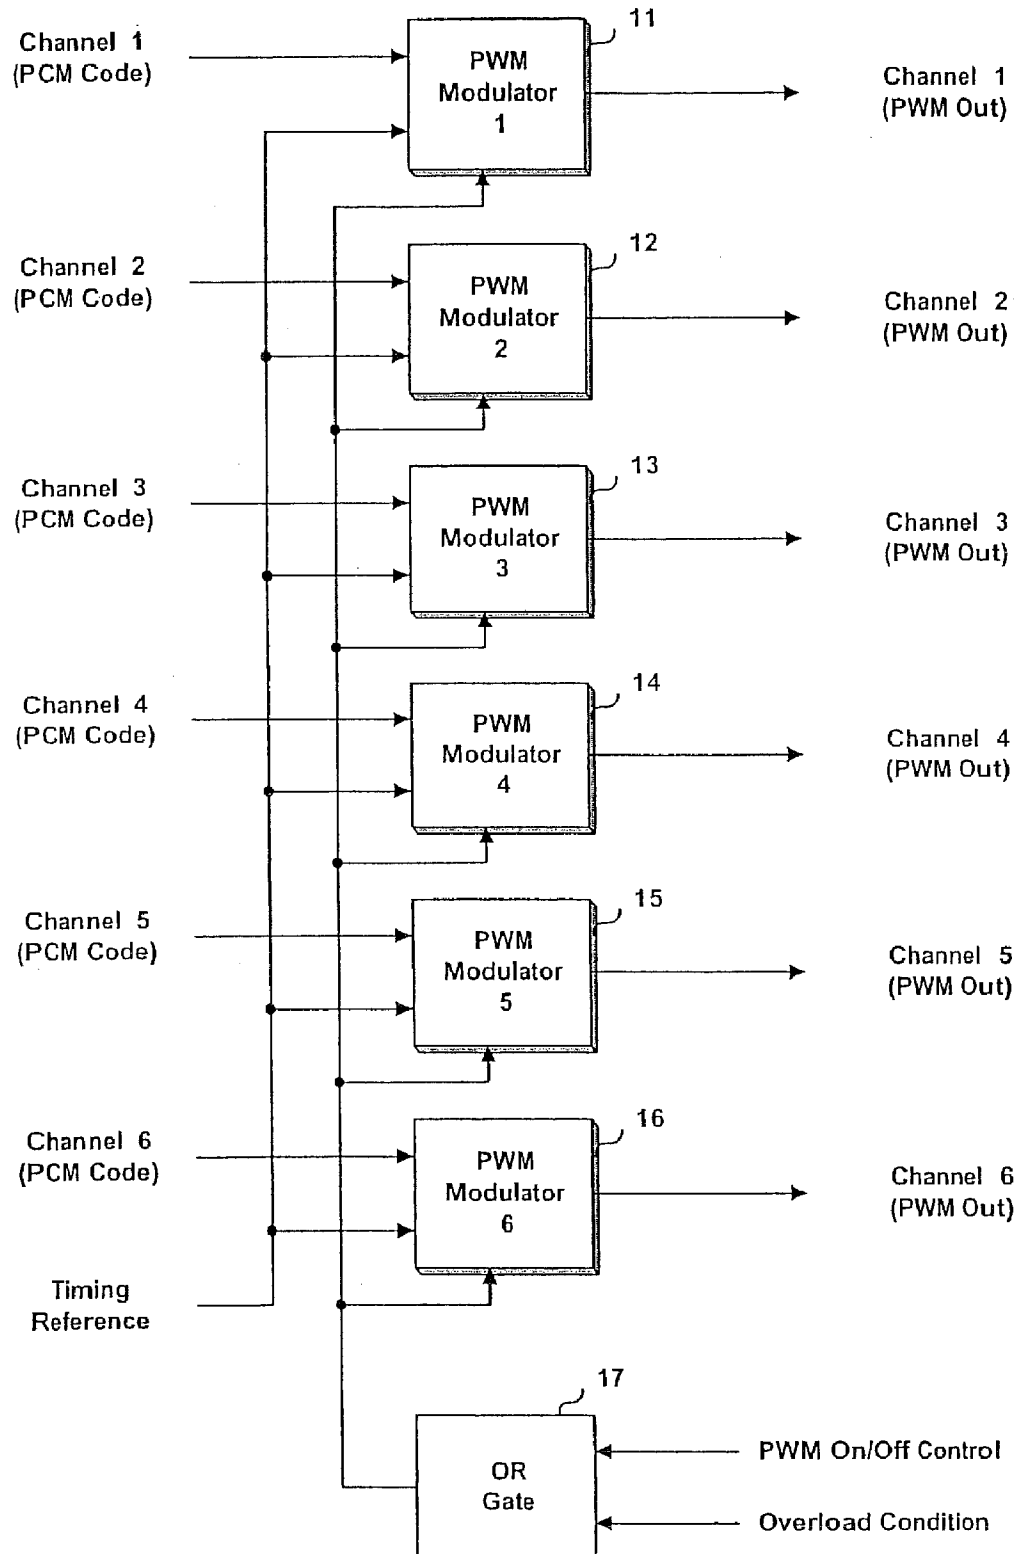 11
Channel 1
(PCM Code)
PWM
Modulator
1
Channel 1
(PWM Out)
12
Channel 2
(PCM Code)
PWM
Modulator
2
Channel 2
(PWM Out)
13
Channel 3
(PCM Code)
PWM
Modulator
3
Channel 3
(PWM Out)
14
Channel 4
(PCM Code)
PWM
Modulator
4
Channel 4
(PWM Out)
15
Channel 5
(PCM Code)
PWM
Modulator
5
Channel 5
(PWM Out)
16
Channel 6
(PCM Code)
PWM
Modulator
6
Channel 6
(PWM Out)
Timing
Reference
17
OR
Gate
PWM On/Off Control
Overload Condition